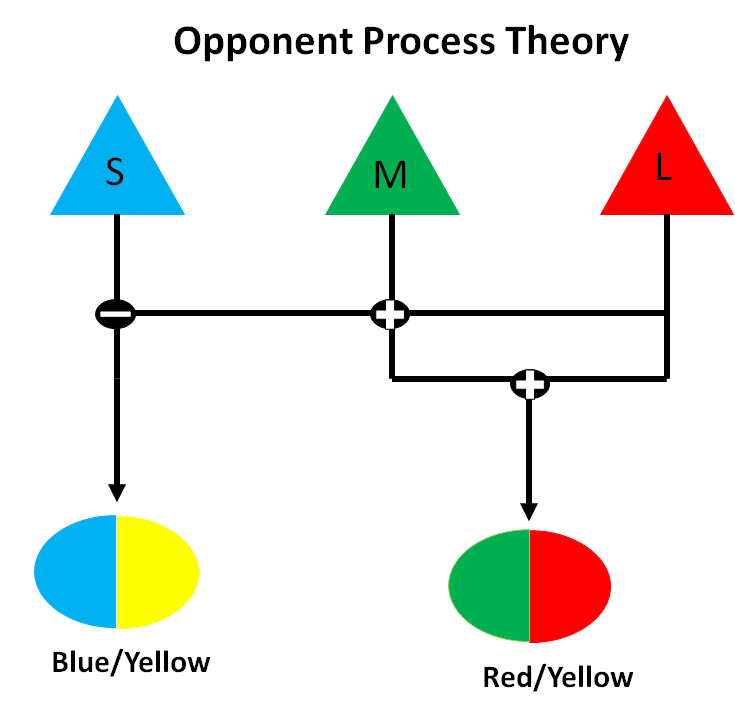 Opponent Process Theory
S
M
L
Blue/Yellow
Red/Yellow